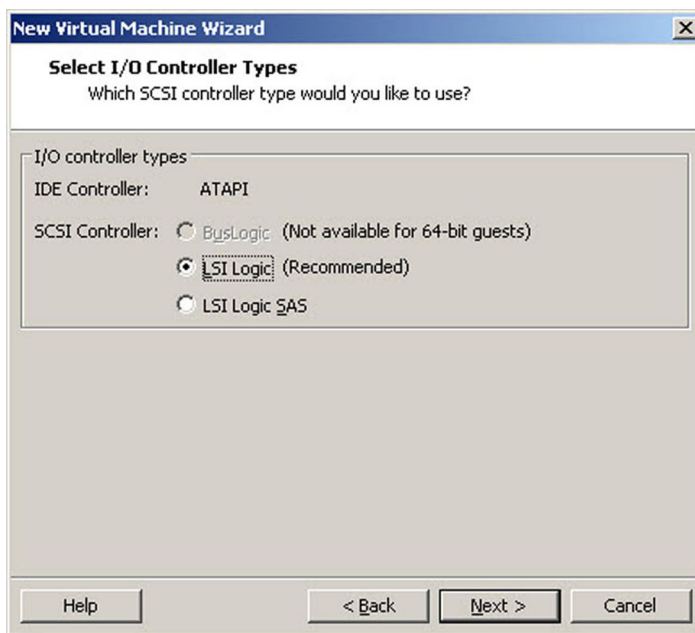 New Virtual Machine Wizard
Select I/O Controller Types
Which SCSI controller type would you like to use?
I/O controller types
IDE Controller: ATAPI
SCSI Controller: BusLogic (Not available for 64-bit guests)
LSI Logic (Recommended)
LSI Logic SAS
Help < Back Next > Cancel